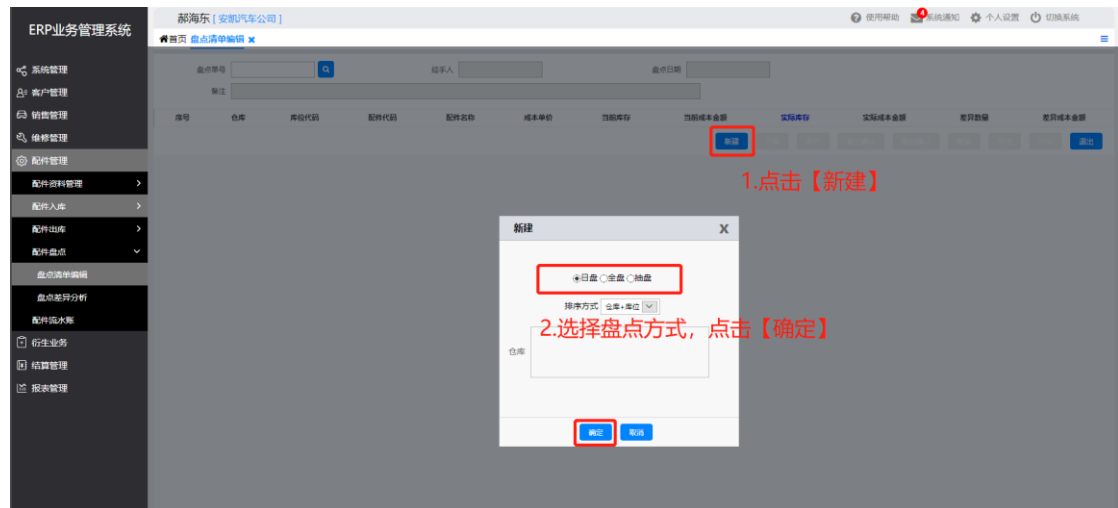 ERP业务管理系统
郝海东 [ 安凯汽车公司 ]
使用帮助 4 系统通知 个人设置 切换系统
首页 盘点清单编辑 x
系统管理
客户管理
销售管理
维修管理
配件管理
配件资料管理
配件入库
配件出库
配件盘点
盘点清单编辑
盘点差异分析
配件流水账
衍生业务
结算管理
报表管理
盘点单号 经手人 盘点日期
备注
序号 仓库 库位代码 配件代码 配件名称 成本单价 当前库存 当前成本金额 实际库存 实际成本金额 差异数量 差异成本金额
新建 退出
1.点击【新建】
新建 X
日盘 全盘 抽盘
排序方式 仓库+库位
2.选择盘点方式，点击【确定】
仓库
确定 取消